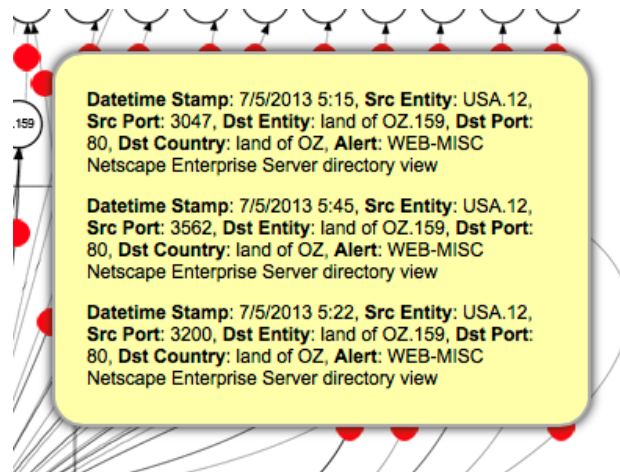 .159
Datetime Stamp: 7/5/2013 5:15, Src Entity: USA.12,
Src Port: 3047, Dst Entity: land of OZ.159, Dst Port:
80, Dst Country: land of OZ, Alert: WEB-MISC
Netscape Enterprise Server directory view
Datetime Stamp: 7/5/2013 5:45, Src Entity: USA.12,
Src Port: 3562, Dst Entity: land of OZ.159, Dst Port:
80, Dst Country: land of OZ, Alert: WEB-MISC
Netscape Enterprise Server directory view
Datetime Stamp: 7/5/2013 5:22, Src Entity: USA.12,
Src Port: 3200, Dst Entity: land of OZ.159, Dst Port:
80, Dst Country: land of OZ, Alert: WEB-MISC
Netscape Enterprise Server directory view